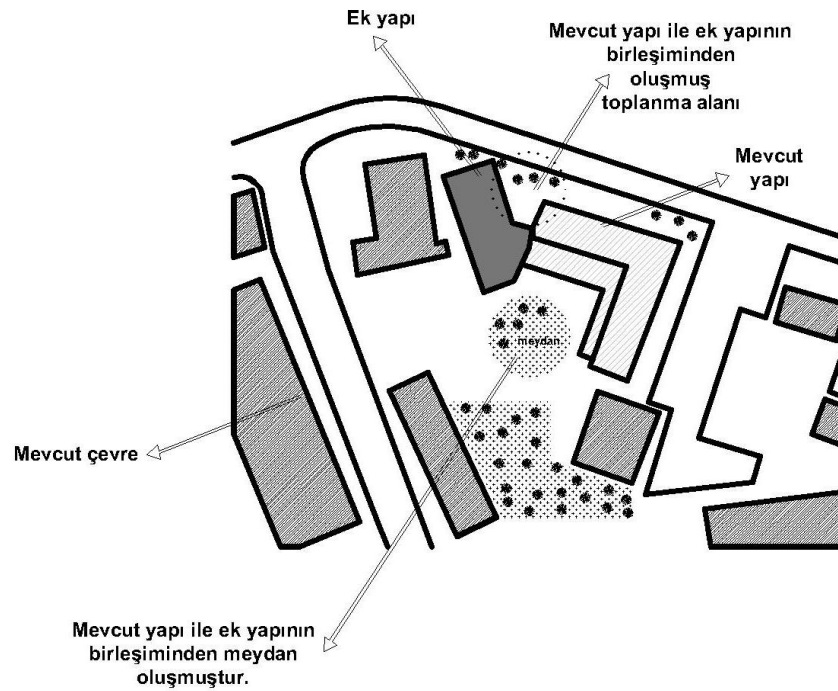 Ek yapı
Mevcut yapı ile ek yapının
birleşiminden
oluşmuş
toplanma alanı
Mevcut
yapı
meydan
Mevcut çevre
Mevcut yapı ile ek yapının
birleşiminden meydan
oluşmuştur.